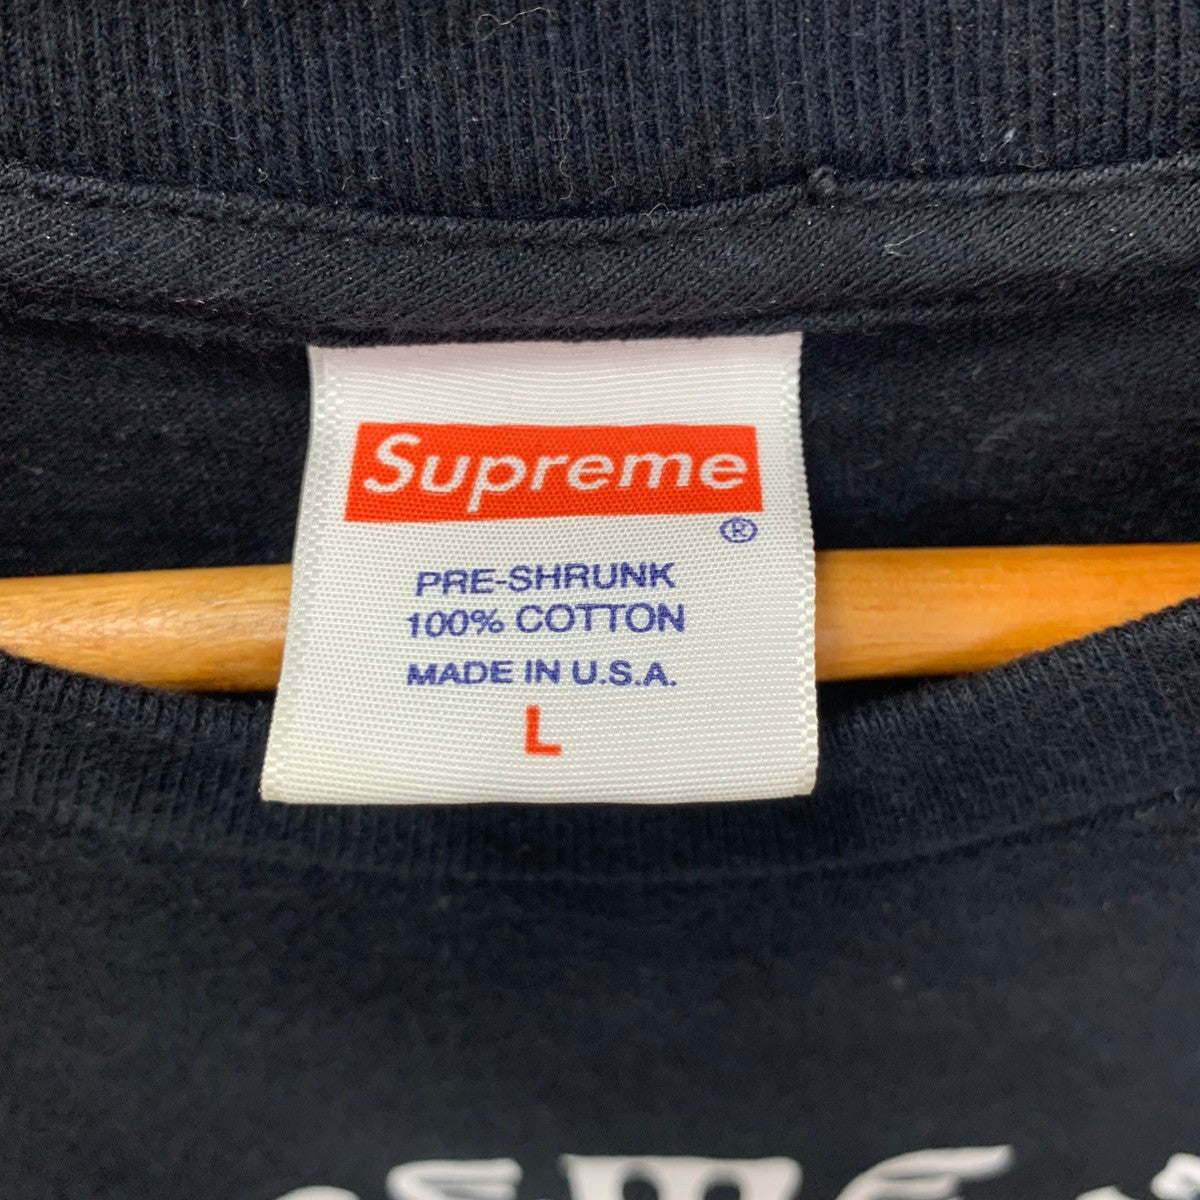 Supreme
®
PRE-SHRUNK
100% COTTON
MADE IN U.S.A.
L